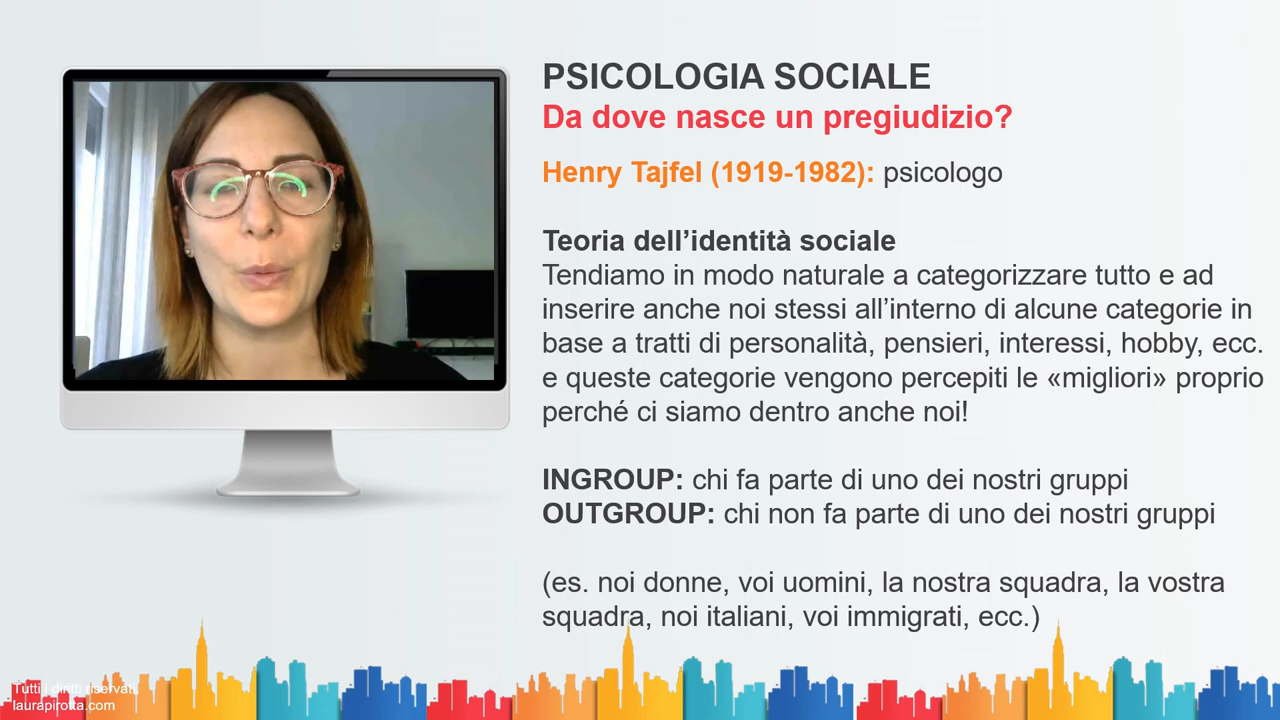 PSICOLOGIA SOCIALE
Da dove nasce un pregiudizio?
Henry Tajfel (1919-1982): psicologo
Teoria dell’identità sociale
Tendiamo in modo naturale a categorizzare tutto e ad
inserire anche noi stessi all’interno di alcune categorie in
base a tratti di personalità, pensieri, interessi, hobby, ecc.
e queste categorie vengono percepiti le «migliori» proprio
perché ci siamo dentro anche noi!
INGROUP: chi fa parte di uno dei nostri gruppi
OUTGROUP: chi non fa parte di uno dei nostri gruppi
(es. noi donne, voi uomini, la nostra squadra, la vostra
squadra, noi italiani, voi immigrati, ecc.)
Tutti i diritti riservati
laurapirotta.com